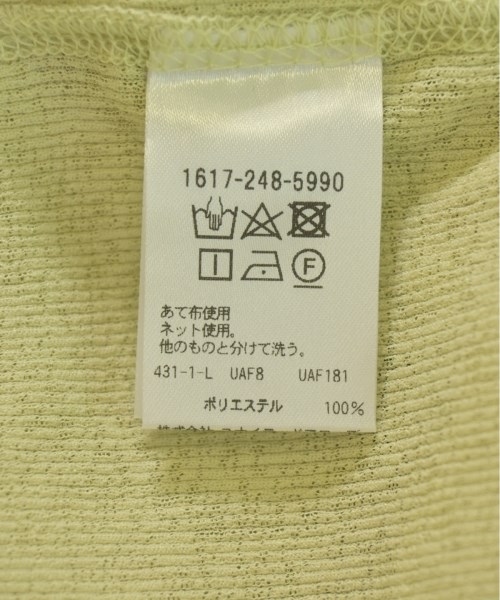 1617-248-5990
F
あて布使用
ネット使用。
他のものと分けて洗う。
431-1-L UAF8 UAF181
ポリエステル 100%